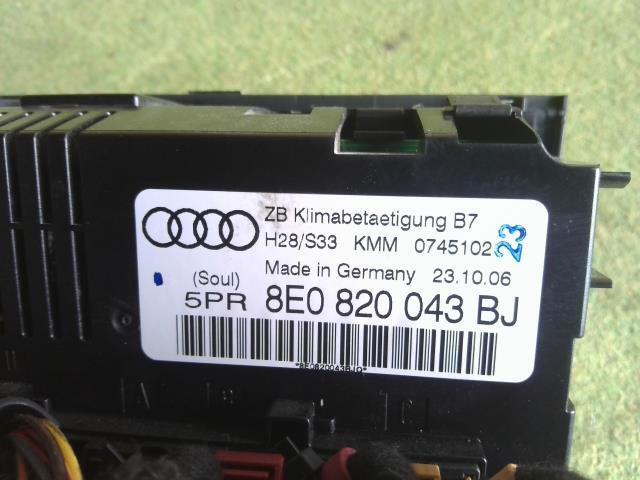 ZB Klimabetaetigung B7
H28/S33 KMM 0745102
23
Made in Germany 23.10.06
(Soul)
5PR 8E0 820 043 BJ
*8E0820043BJQ*
A
C